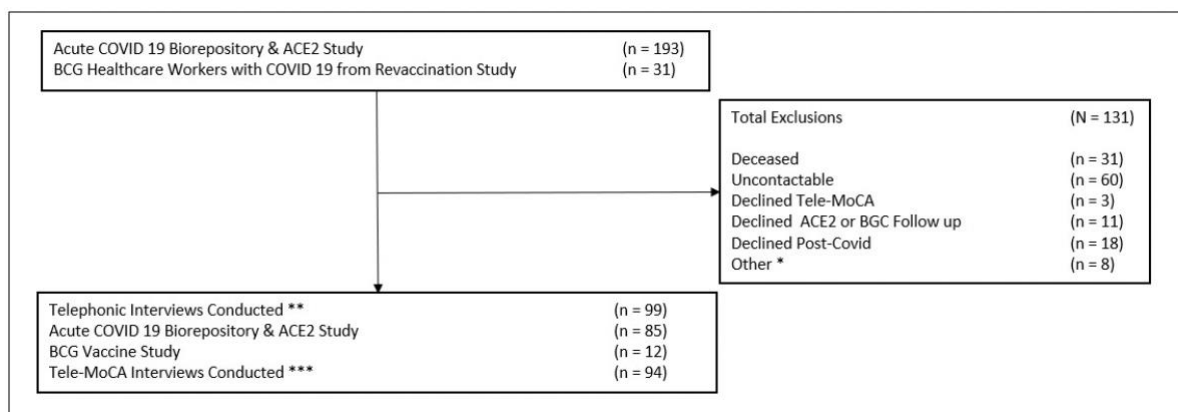 Acute COVID 19 Biorepository & ACE2 Study (n = 193)
BCG Healthcare Workers with COVID 19 from Revaccination Study (n = 31)
Total Exclusions (N = 131)
Deceased (n = 31)
Uncontactable (n = 60)
Declined Tele-MoCA (n = 3)
Declined ACE2 or BGC Follow up (n = 11)
Declined Post-Covid (n = 18)
Other * (n = 8)
Telephonic Interviews Conducted ** (n = 99)
Acute COVID 19 Biorepository & ACE2 Study (n = 85)
BCG Vaccine Study (n = 12)
Tele-MoCA Interviews Conducted *** (n = 94)